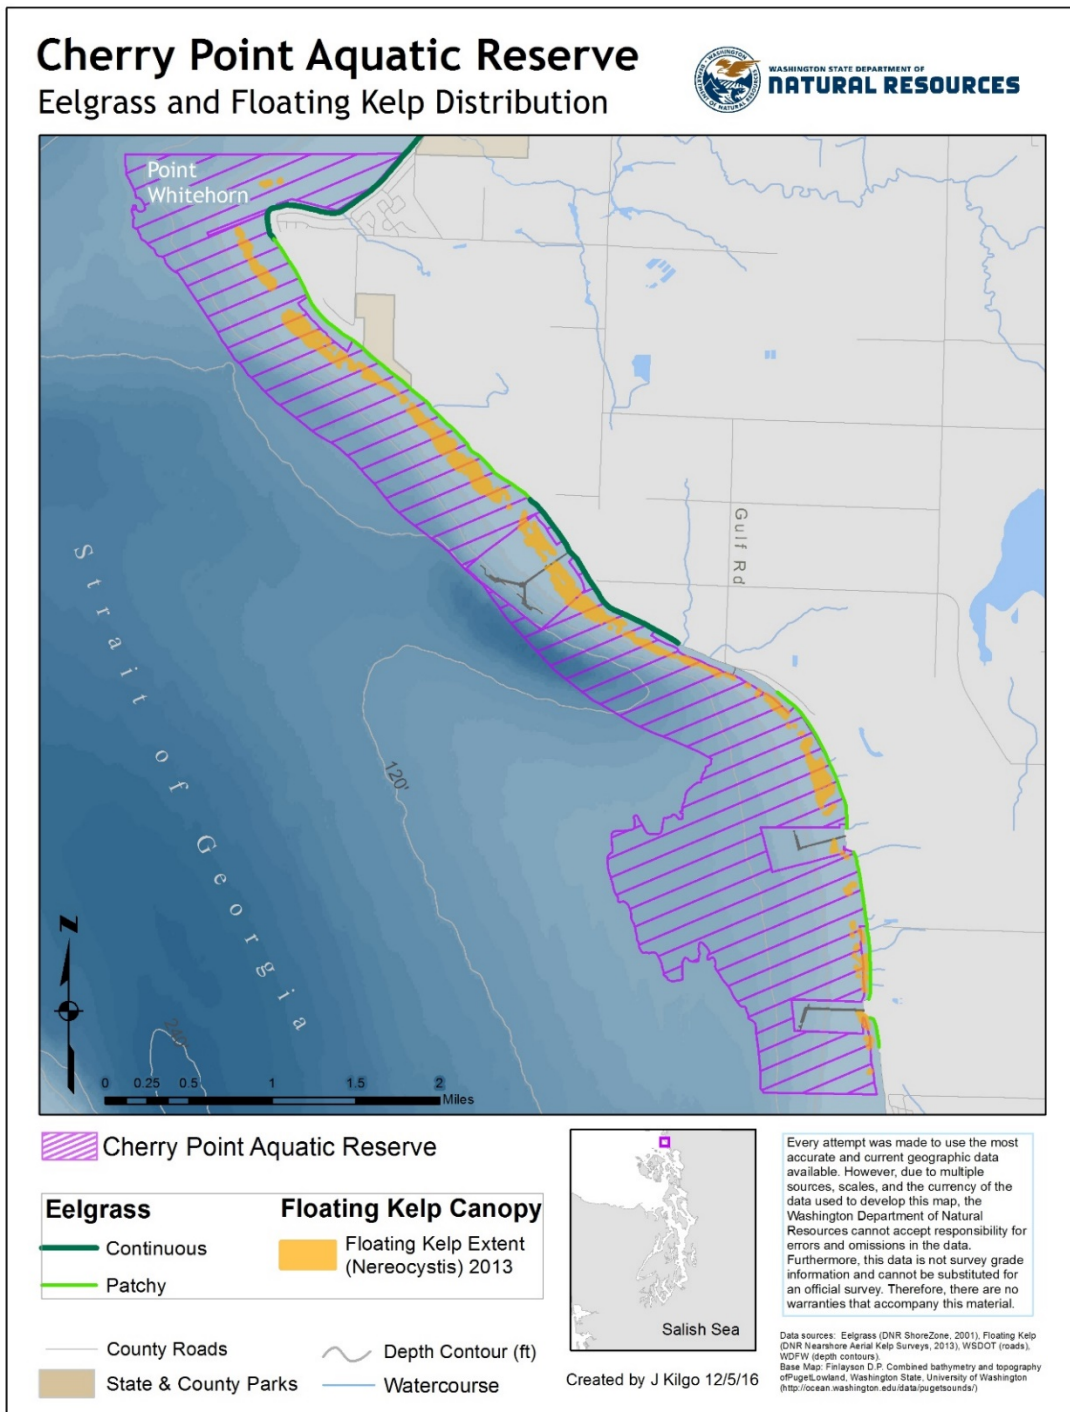 Cherry Point Aquatic Reserve
Eelgrass and Floating Kelp Distribution
WASHINGTON STATE DEPARTMENT OF
NATURAL RESOURCES
WASHINGTON
DEPARTMENT OF NATURAL RESOURCES
Point
Whitehorn
Gulf Rd
Strait of Georgia
120'
240'
N
0 0.25 0.5 1 1.5 2
Miles
Cherry Point Aquatic Reserve
Eelgrass
Continuous
Patchy
Floating Kelp Canopy
Floating Kelp Extent
(Nereocystis) 2013
County Roads
State & County Parks
Depth Contour (ft)
Watercourse
Salish Sea
Created by J Kilgo 12/5/16
Every attempt was made to use the most
accurate and current geographic data
available. However, due to multiple
sources, scales, and the currency of the
data used to develop this map, the
Washington Department of Natural
Resources cannot accept responsibility for
errors and omissions in the data.
Furthermore, this data is not survey grade
information and cannot be substituted for
an official survey. Therefore, there are no
warranties that accompany this material.
Data sources: Eelgrass (DNR ShoreZone, 2001), Floating Kelp
(DNR Nearshore Aerial Kelp Surveys, 2013), WSDOT (roads),
WDFW (depth contours).
Base Map: Finlayson D.P. Combined bathymetry and topography
ofPugetLowland, Washington State, University of Washington
(http://ocean.washington.edu/data/pugetsounds/)